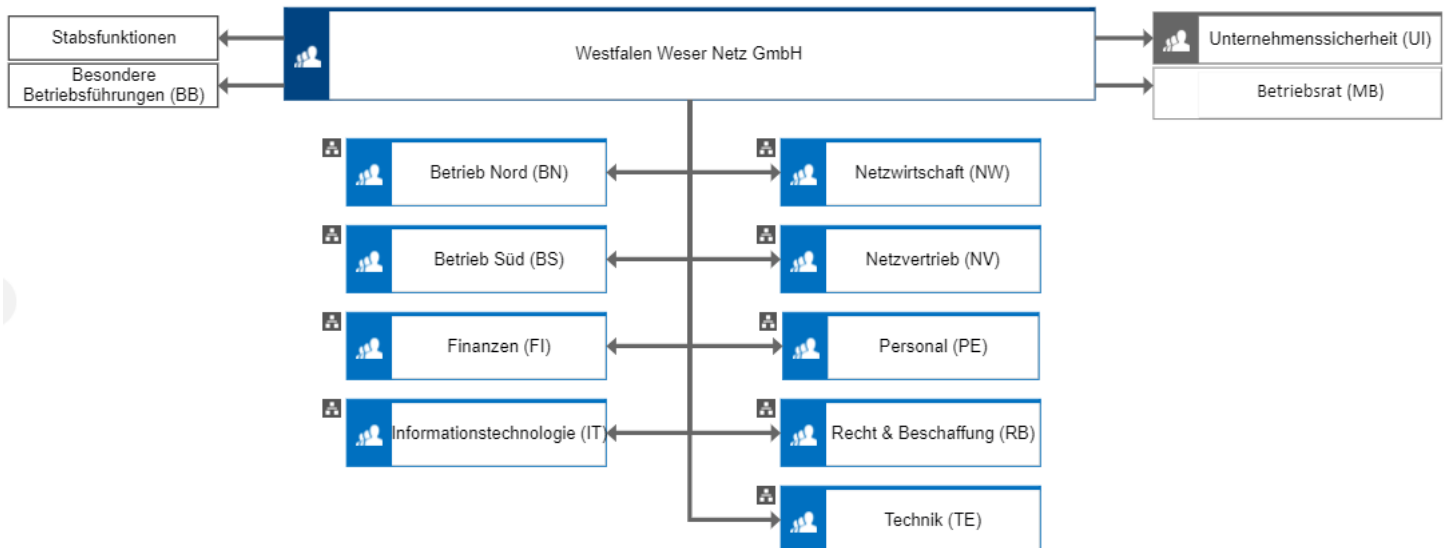 Stabsfunktionen
Westfalen Weser Netz GmbH
Unternehmenssicherheit (UI)
Besondere
Betriebsführungen (BB)
Betriebsrat (MB)
Betrieb Nord (BN)
Netzwirtschaft (NW)
Betrieb Süd (BS)
Netzvertrieb (NV)
Finanzen (FI)
Personal (PE)
Informationstechnologie (IT)
Recht & Beschaffung (RB)
Technik (TE)